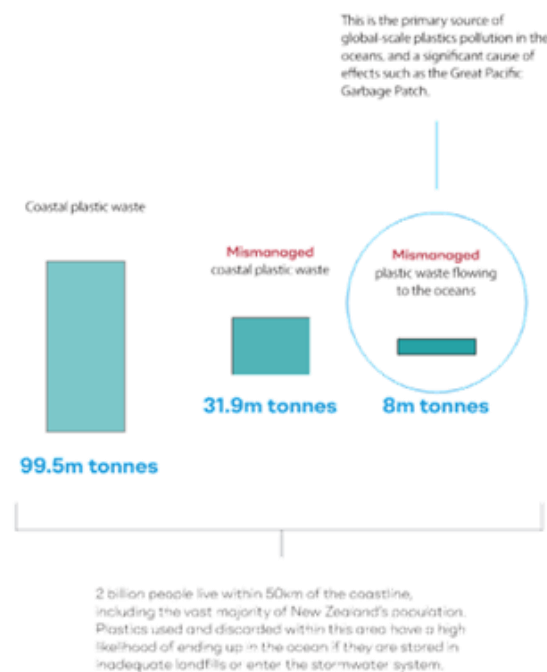 This is the primary source of
global-scale plastics pollution in the
oceans, and a significant cause of
effects such as the Great Pacific
Garbage Patch.
Coastal plastic waste
Mismanaged
coastal plastic waste
Mismanaged
plastic waste flowing
to the oceans
31.9m tonnes
8m tonnes
99.5m tonnes
2 billion people live within 50km of the coastline,
including the vast majority of New Zealand's population.
Plastics used and discarded within this area have a high
likelihood of ending up in the ocean if they are stored in
inadequate landfills or enter the stormwater system.